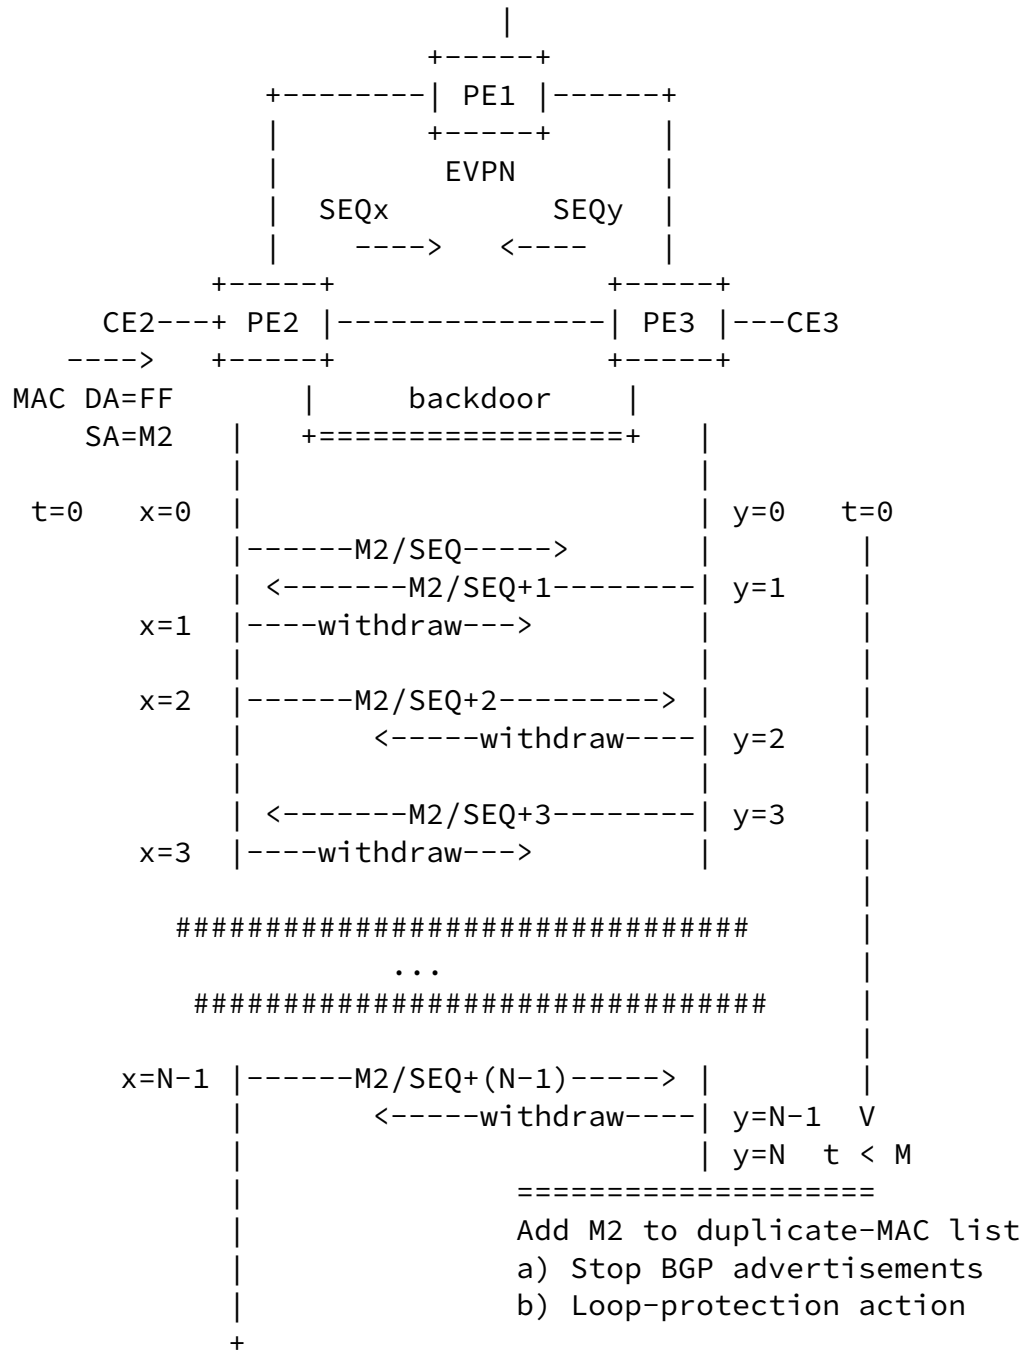 |
                       +-----+
              +--------| PE1 |------+
              |        +-----+      |
              |         EVPN        |
              |  SEQx         SEQy  |
              |    ---->   <----    |
           +-----+               +-----+
     CE2---+ PE2 |---------------| PE3 |---CE3
   ---->   +-----+               +-----+
MAC DA=FF       |     backdoor    |
    SA=M2   |   +=================+   |
            |                         |
 t=0   x=0  |                         | y=0   t=0
            |------M2/SEQ----->       |        |
            | <-------M2/SEQ+1--------| y=1    |
       x=1  |----withdraw--->         |        |
            |                         |        |
       x=2  |------M2/SEQ+2---------> |        |
            |       <-----withdraw----| y=2    |
            |                         |        |
            | <-------M2/SEQ+3--------| y=3    |
       x=3  |----withdraw--->         |        |
                                               |
         ################################      |
                     ...                       |
          ################################     |
                                               |
      x=N-1 |------M2/SEQ+(N-1)-----> |        |
            |       <-----withdraw----| y=N-1  V
            |                         | y=N  t < M
            |               ====================
            |               Add M2 to duplicate-MAC list
            |               a) Stop BGP advertisements
            |               b) Loop-protection action
            +